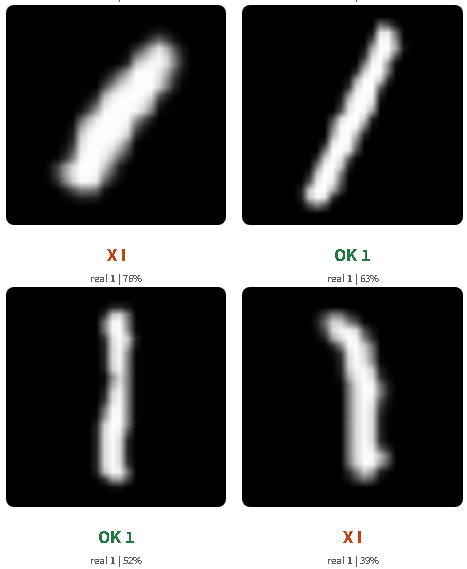 X I OK 1
real 1 | 76% real 1 | 63%
OK 1 X I
real 1 | 52% real 1 | 39%